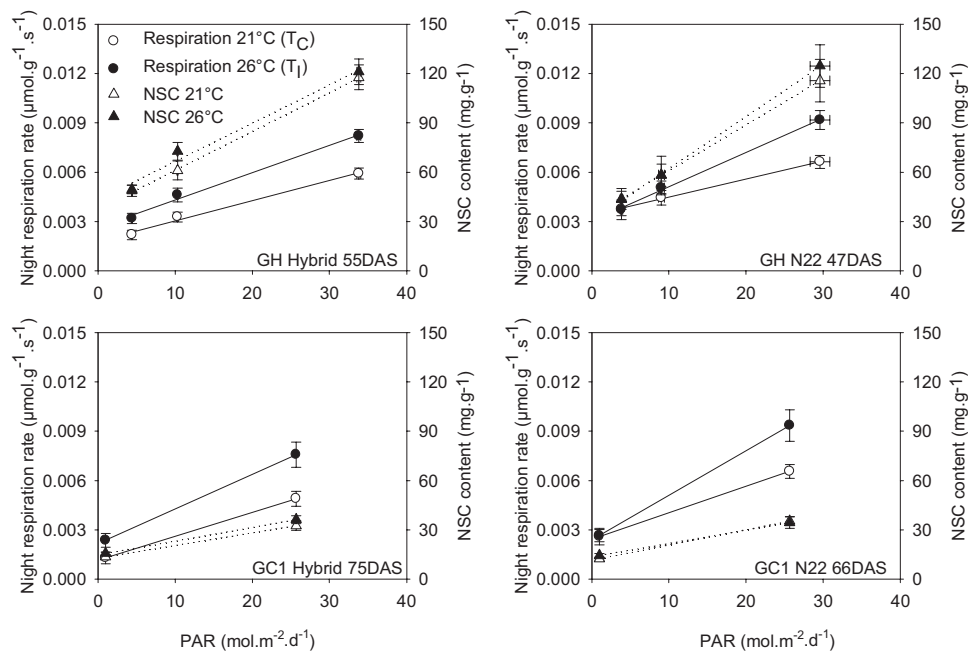 Night respiration rate (µmol.g-1.s-1)
0.015
0.012
0.009
0.006
0.003
0.000
Respiration 21°C (TC)
Respiration 26°C (TI)
NSC 21°C
NSC 26°C
GH Hybrid 55DAS
0 10 20 30 40
150
120
90
60
30
0
NSC content (mg.g-1)
Night respiration rate (µmol.g-1.s-1)
0.015
0.012
0.009
0.006
0.003
0.000
GH N22 47DAS
0 10 20 30 40
150
120
90
60
30
0
NSC content (mg.g-1)
Night respiration rate (µmol.g-1.s-1)
0.015
0.012
0.009
0.006
0.003
0.000
GC1 Hybrid 75DAS
0 10 20 30 40
PAR (mol.m-2.d-1)
150
120
90
60
30
0
NSC content (mg.g-1)
Night respiration rate (µmol.g-1.s-1)
0.015
0.012
0.009
0.006
0.003
0.000
GC1 N22 66DAS
0 10 20 30 40
PAR (mol.m-2.d-1)
150
120
90
60
30
0
NSC content (mg.g-1)